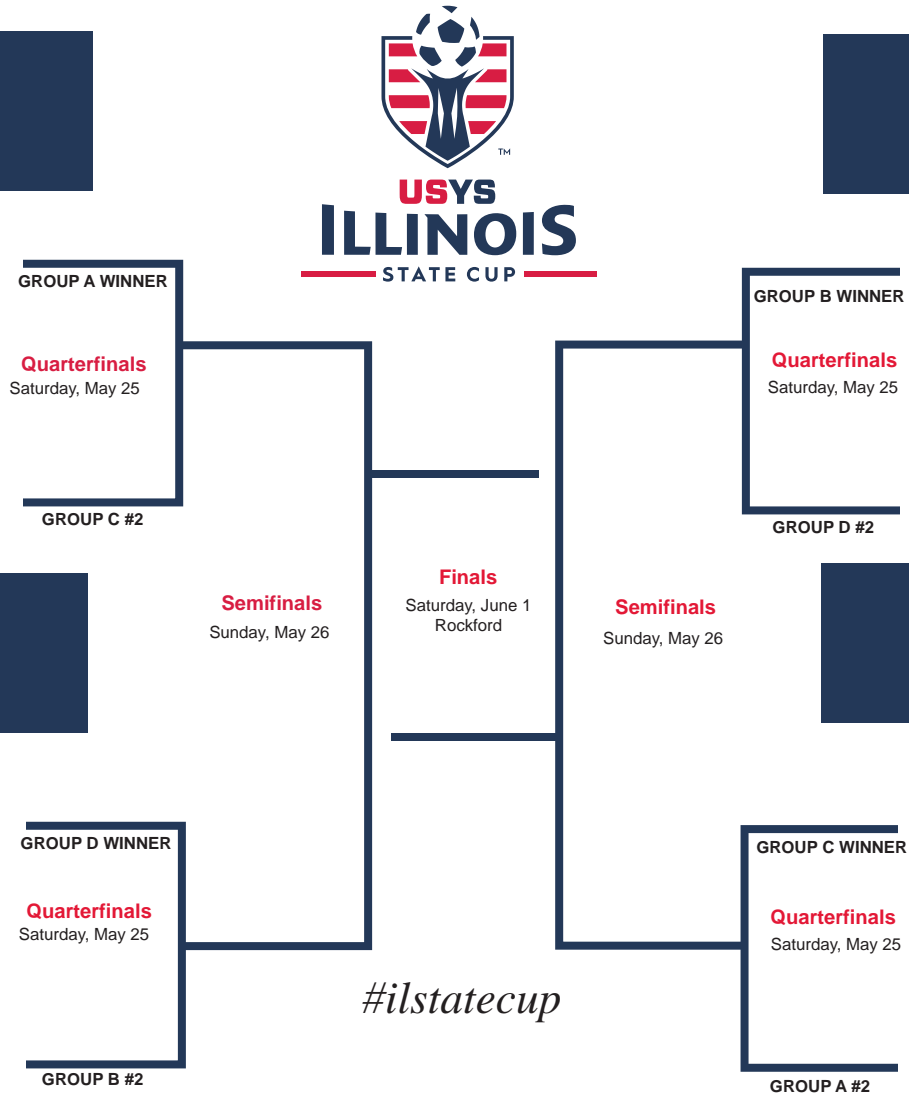 TM
USYS
ILLINOIS
STATE CUP
GROUP A WINNER
Quarterfinals
Saturday, May 25
GROUP C #2
GROUP B WINNER
Quarterfinals
Saturday, May 25
GROUP D #2
Semifinals
Sunday, May 26
Finals
Saturday, June 1
Rockford
Semifinals
Sunday, May 26
GROUP D WINNER
Quarterfinals
Saturday, May 25
GROUP B #2
GROUP C WINNER
Quarterfinals
Saturday, May 25
GROUP A #2
#ilstatecup